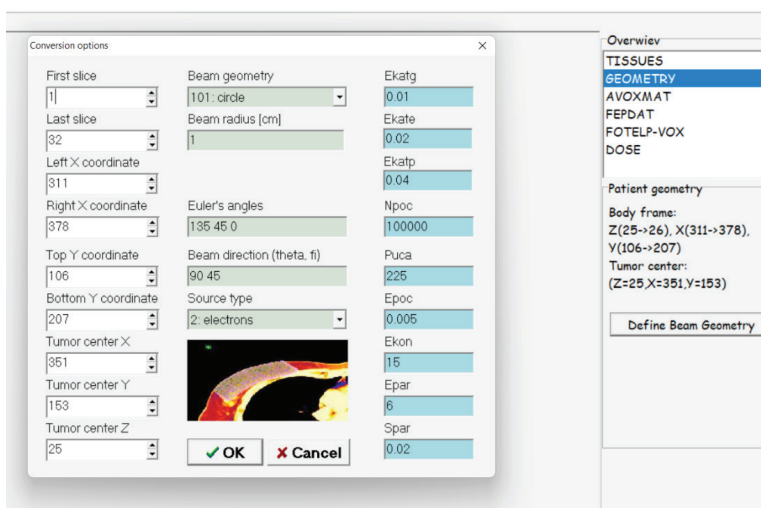 Conversion options
First slice
1
Last slice
32
Left X coordinate
311
Right X coordinate
378
Top Y coordinate
106
Bottom Y coordinate
207
Tumor center X
351
Tumor center Y
153
Tumor center Z
25
Beam geometry
101: circle
Beam radius [cm]
1
Euler's angles
135 45 0
Beam direction (theta, fi)
90 45
Source type
2: electrons
OK
Cancel
Ekatg
0.01
Ekate
0.02
Ekatp
0.04
Npoc
100000
Puca
225
Epoc
0.005
Ekon
15
Epar
6
Spar
0.02
Overwiev
TISSUES
GEOMETRY
AVOXMAT
FEPDAT
FOTELP-VOX
DOSE
Patient geometry
Body frame:
Z(25->26), X(311->378),
Y(106->207)
Tumor center:
(Z=25,X=351,Y=153)
Define Beam Geometry